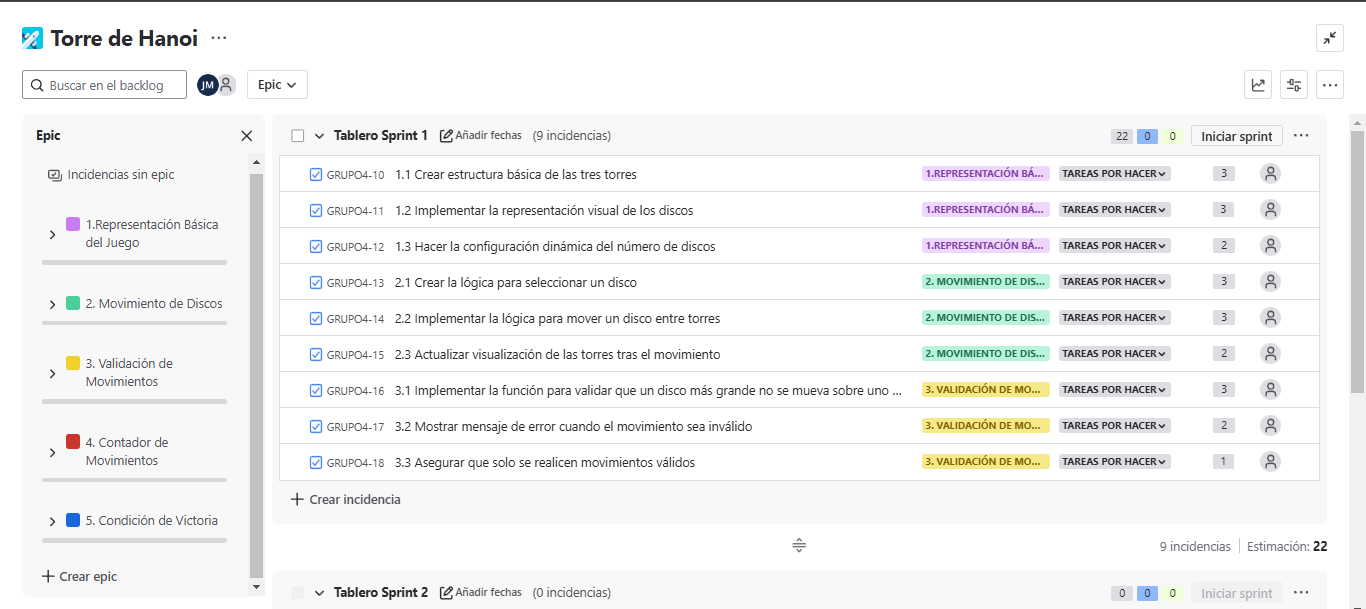 Torre de Hanoi ...
Buscar en el backlog JM Epic
Epic
Incidencias sin epic
1.Representación Básica
del Juego
2. Movimiento de Discos
3. Validación de
Movimientos
4. Contador de
Movimientos
5. Condición de Victoria
+ Crear epic
Tablero Sprint 1 Añadir fechas (9 incidencias) 22 0 0 Iniciar sprint ...
GRUPO4-10 1.1 Crear estructura básica de las tres torres 1.REPRESENTACIÓN BÁ... TAREAS POR HACER 3
GRUPO4-11 1.2 Implementar la representación visual de los discos 1.REPRESENTACIÓN BÁ... TAREAS POR HACER 3
GRUPO4-12 1.3 Hacer la configuración dinámica del número de discos 1.REPRESENTACIÓN BÁ... TAREAS POR HACER 2
GRUPO4-13 2.1 Crear la lógica para seleccionar un disco 2. MOVIMIENTO DE DIS... TAREAS POR HACER 3
GRUPO4-14 2.2 Implementar la lógica para mover un disco entre torres 2. MOVIMIENTO DE DIS... TAREAS POR HACER 3
GRUPO4-15 2.3 Actualizar visualización de las torres tras el movimiento 2. MOVIMIENTO DE DIS... TAREAS POR HACER 2
GRUPO4-16 3.1 Implementar la función para validar que un disco más grande no se mueva sobre uno ... 3. VALIDACIÓN DE MO... TAREAS POR HACER 3
GRUPO4-17 3.2 Mostrar mensaje de error cuando el movimiento sea inválido 3. VALIDACIÓN DE MO... TAREAS POR HACER 2
GRUPO4-18 3.3 Asegurar que solo se realicen movimientos válidos 3. VALIDACIÓN DE MO... TAREAS POR HACER 1
+ Crear incidencia
9 incidencias Estimación: 22
Tablero Sprint 2 Añadir fechas (0 incidencias) 0 0 0 Iniciar sprint ...